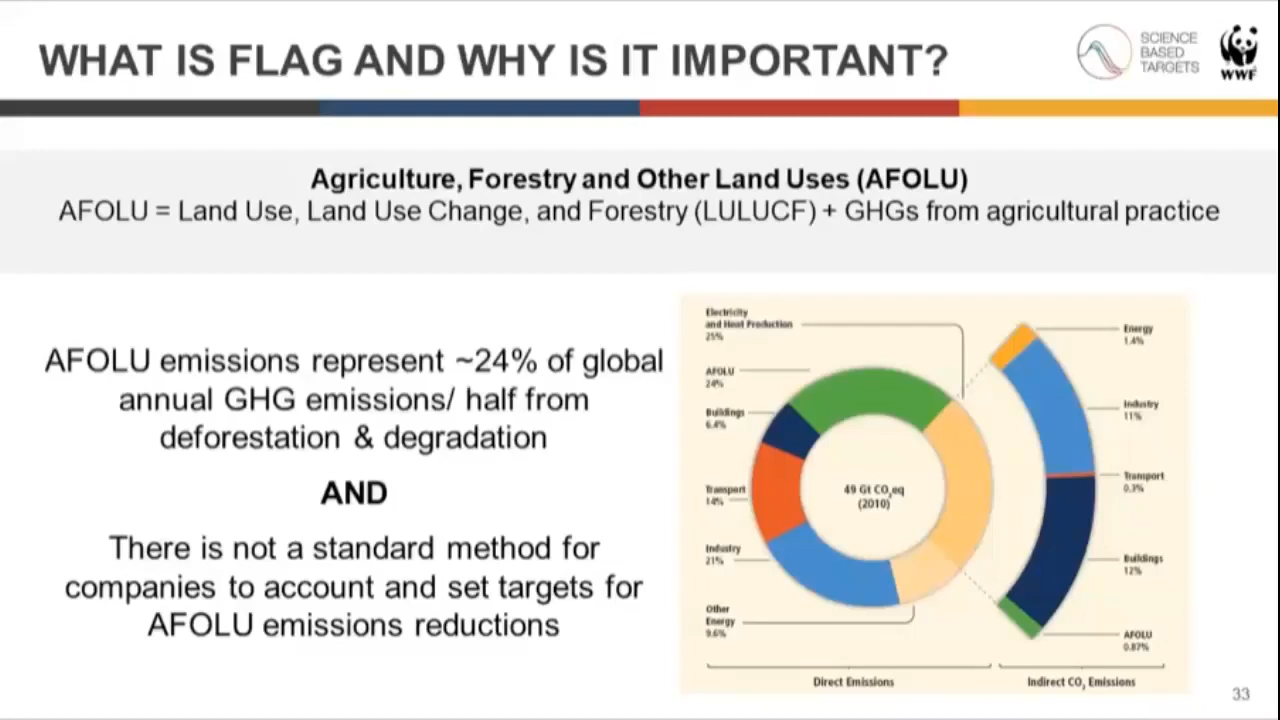 WHAT IS FLAG AND WHY IS IT IMPORTANT?
SCIENCE
BASED
TARGETS
WWF
Agriculture, Forestry and Other Land Uses (AFOLU)
AFOLU = Land Use, Land Use Change, and Forestry (LULUCF) + GHGs from agricultural practice
AFOLU emissions represent ~24% of global
annual GHG emissions/ half from
deforestation & degradation
AND
There is not a standard method for
companies to account and set targets for
AFOLU emissions reductions
Electricity
and Heat Production
25%
AFOLU
24%
Buildings
6.4%
Transport
14%
Industry
21%
Other
Energy
9.6%
49 Gt CO₂eq
(2010)
Energy
1.4%
Industry
11%
Transport
0.3%
Buildings
12%
AFOLU
0.87%
Direct Emissions
Indirect CO₂ Emissions
33